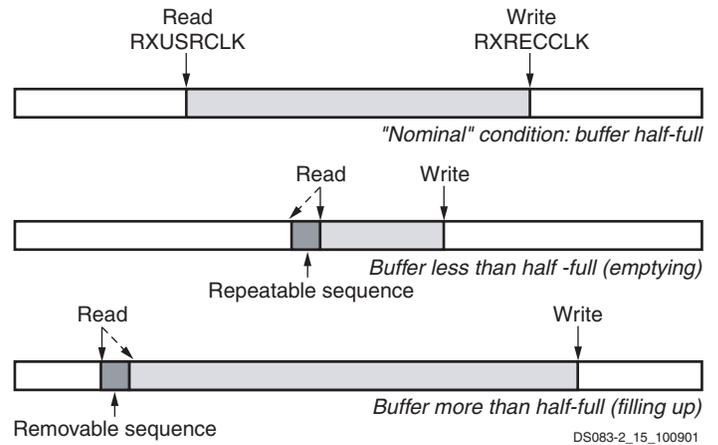 Read
RXUSRCLK
Write
RXRECCLK
"Nominal" condition: buffer half-full
Read
Write
Buffer less than half -full (emptying)
Repeatable sequence
Read
Write
Buffer more than half-full (filling up)
Removable sequence
DS083-2_15_100901